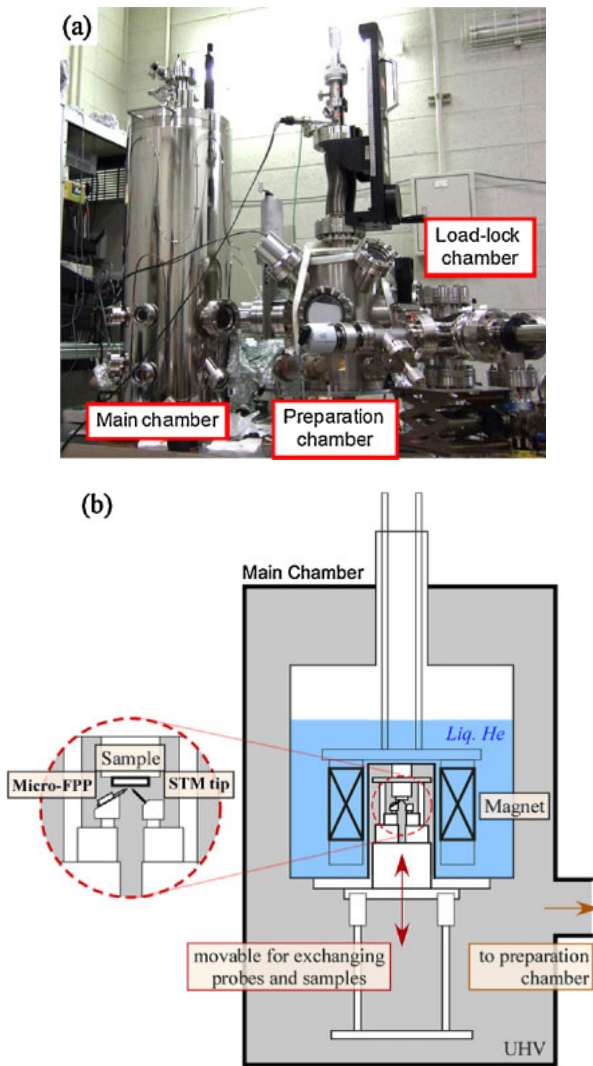 (a)
Load-lock
chamber
Main chamber
Preparation
chamber
(b)
Main Chamber
Liq. He
Sample
Micro-FPP
STM tip
Magnet
movable for exchanging
probes and samples
to preparation
chamber
UHV